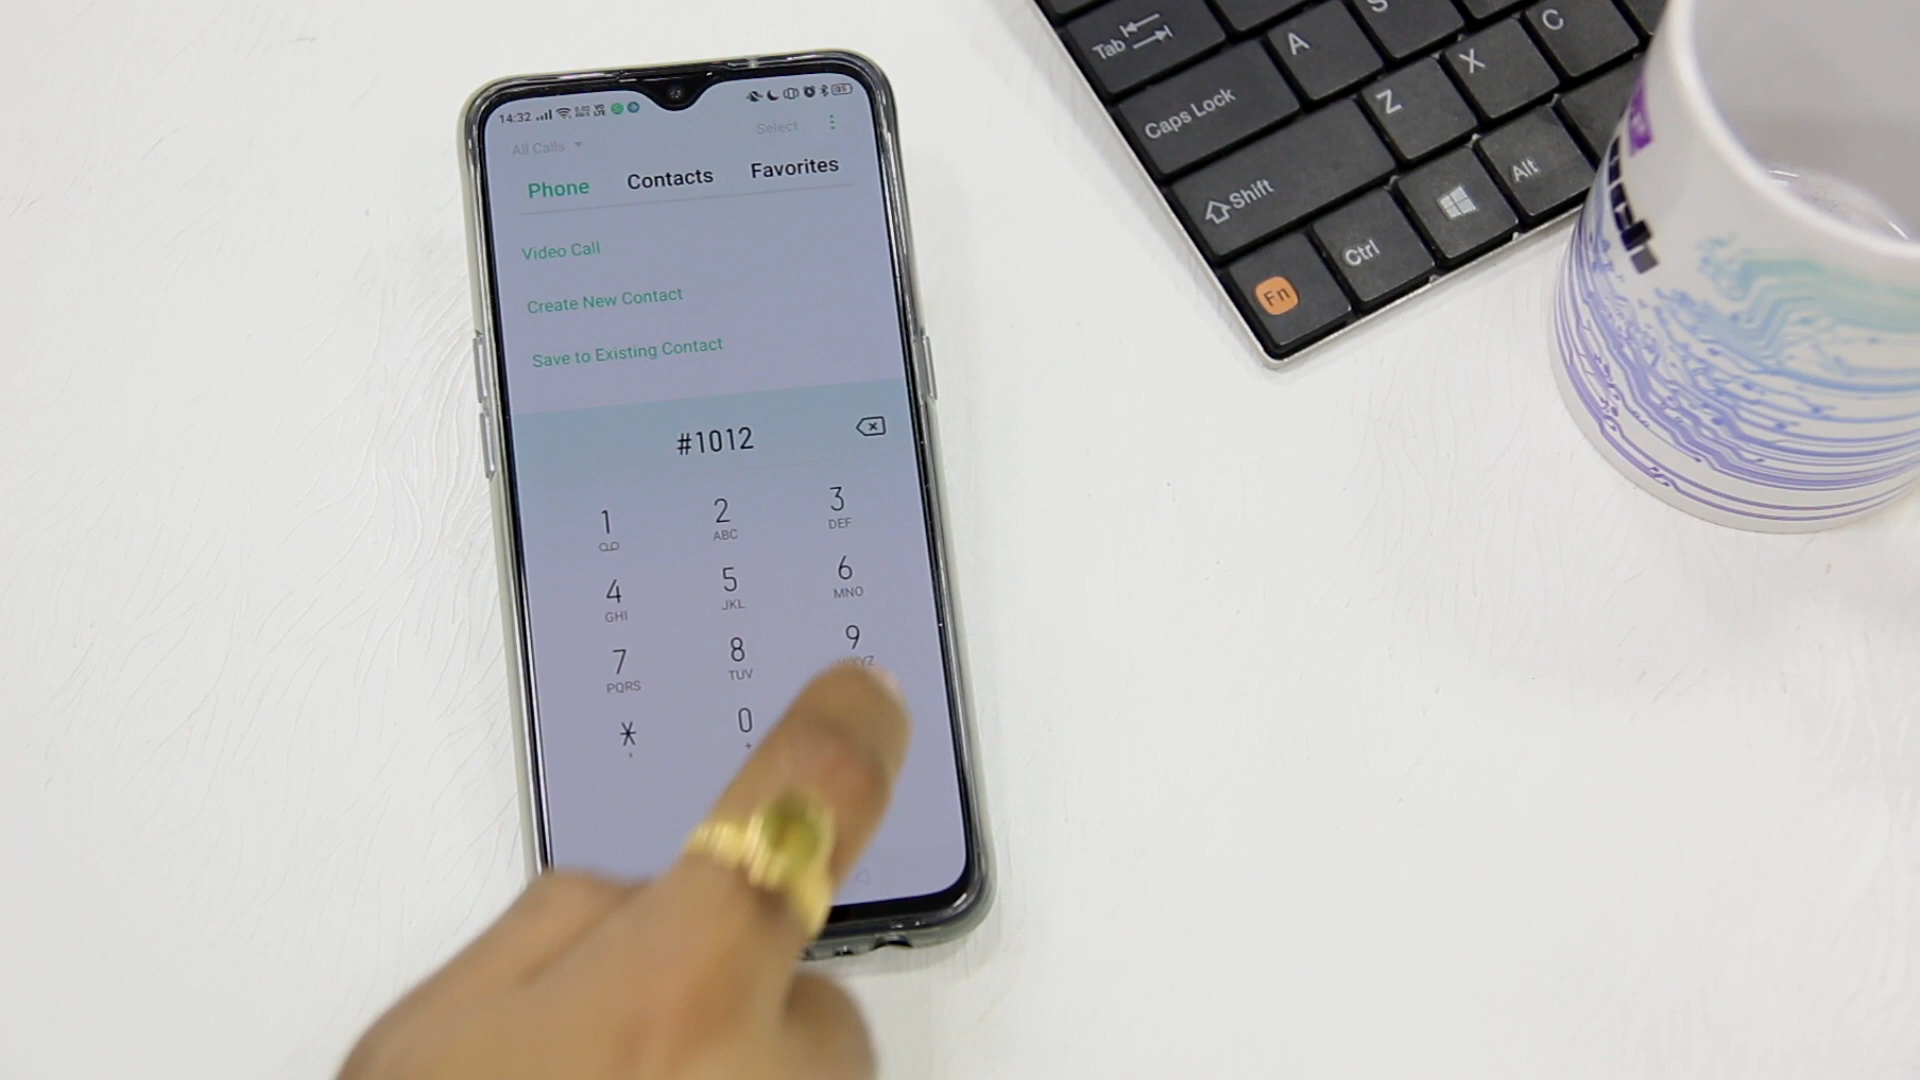 14:32
All Calls
Select
Phone
Contacts
Favorites
Video Call
Create New Contact
Save to Existing Contact
#1012
1
2
ABC
3
DEF
4
GHI
5
JKL
6
MNO
7
PQRS
8
TUV
9
*
,
0
+
Tab
A
S
Caps Lock
Z
X
C
Shift
Fn
Ctrl
Alt